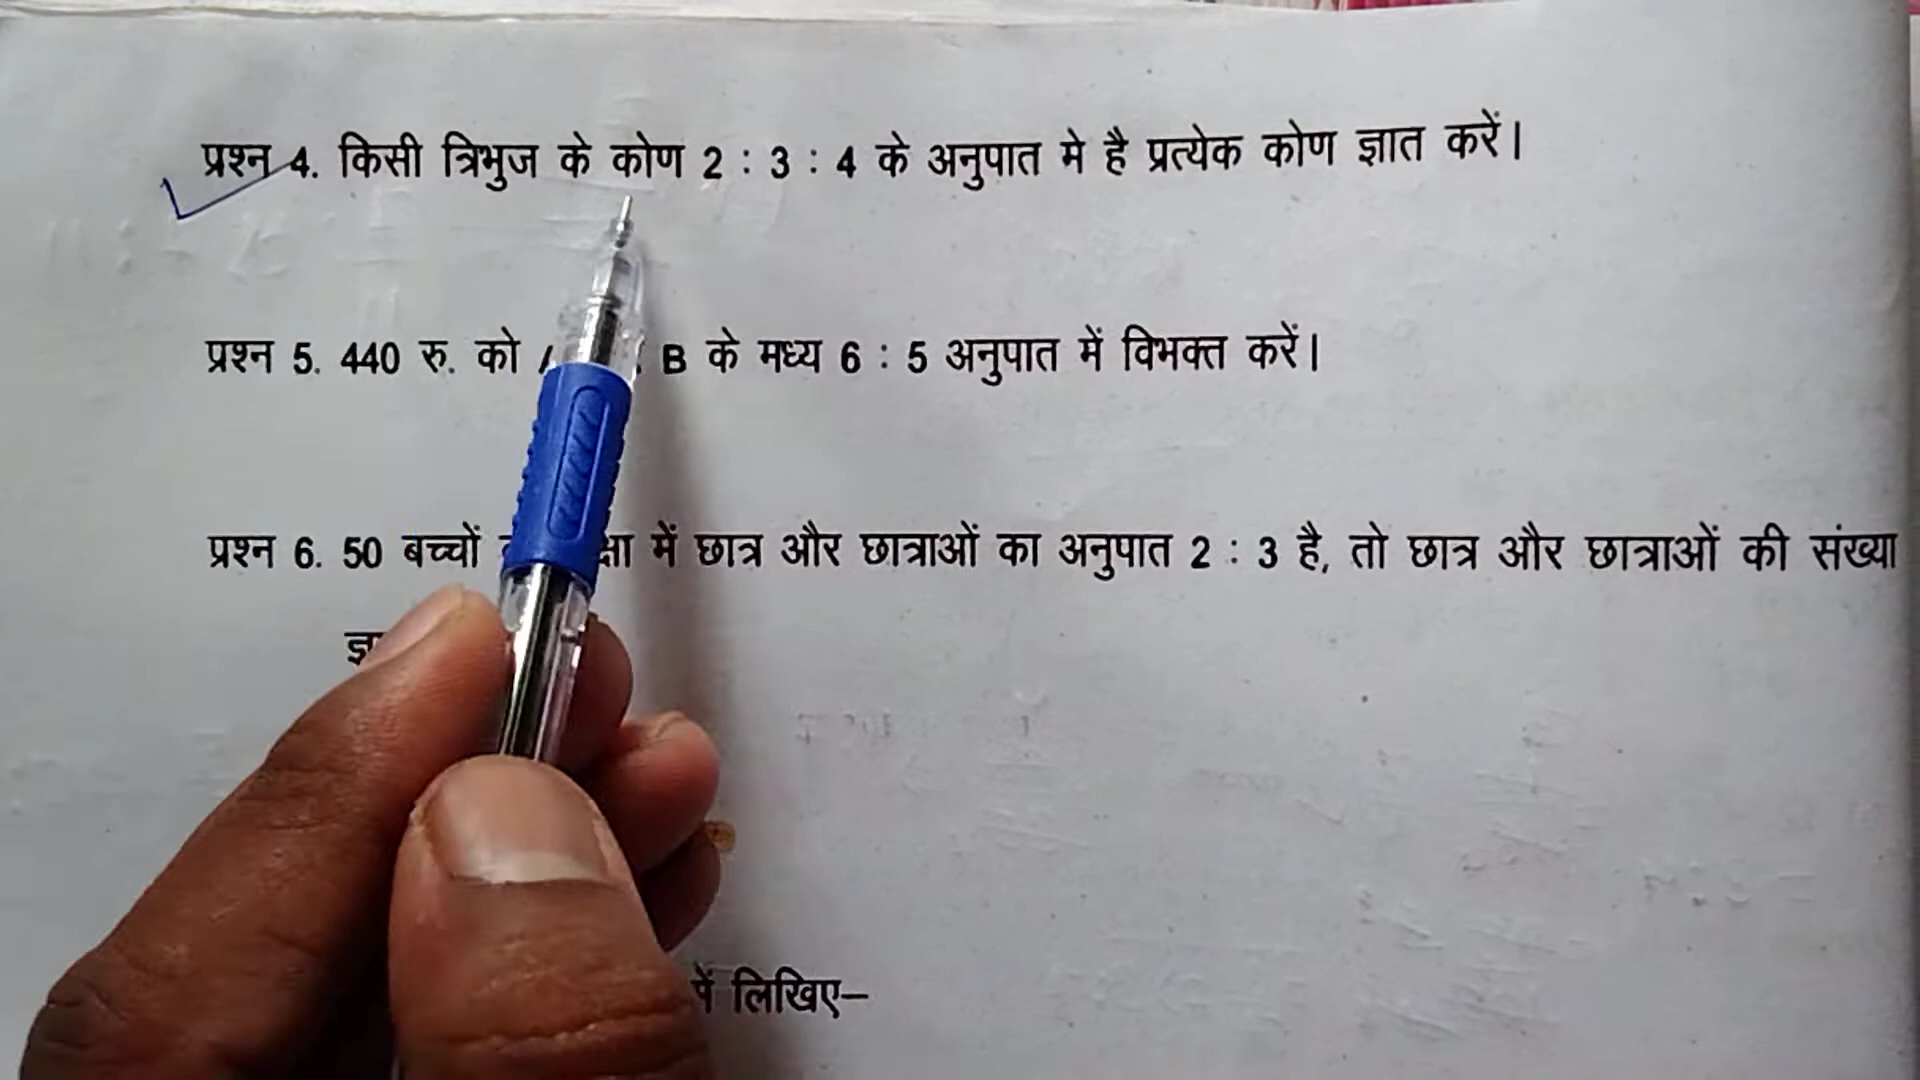 प्रश्न 4. किसी त्रिभुज के कोण 2 : 3 : 4 के अनुपात मे है प्रत्येक कोण ज्ञात करें।
प्रश्न 5. 440 रु. को B के मध्य 6 : 5 अनुपात में विभक्त करें।
प्रश्न 6. 50 बच्चों में छात्र और छात्राओं का अनुपात 2 : 3 है, तो छात्र और छात्राओं की संख्या
लिखिए–